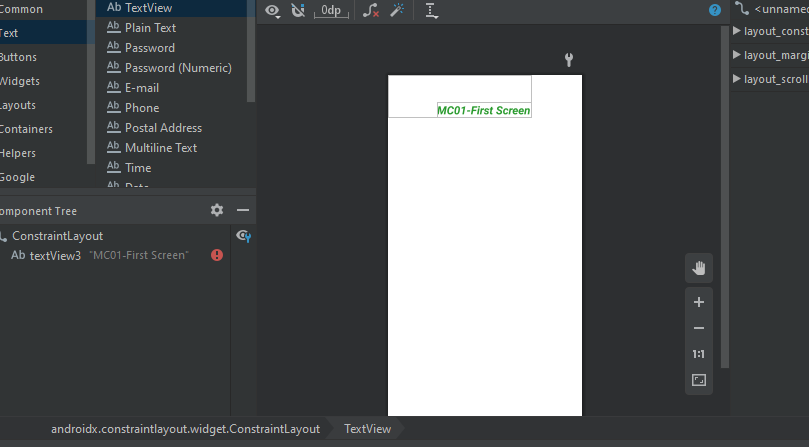 Common
Text
Buttons
Widgets
Layouts
Containers
Helpers
Google
Ab TextView
Ab Plain Text
Ab Password
Ab Password (Numeric)
Ab E-mail
Ab Phone
Ab Postal Address
Ab Multiline Text
Ab Time
Ab Date
omponent Tree
ConstraintLayout
Ab textView3 "MC01-First Screen"
0dp
MC01-First Screen
1:1
<unnamed
layout_const
layout_margi
layout_scroll
androidx.constraintlayout.widget.ConstraintLayout
TextView